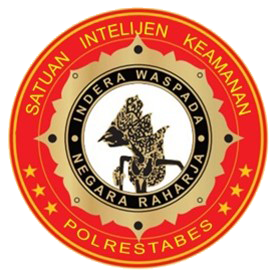 SATUAN INTELIJEN KEAMANAN
INDERA WASPADA
NEGARA RAHARJA
POLRESTABES